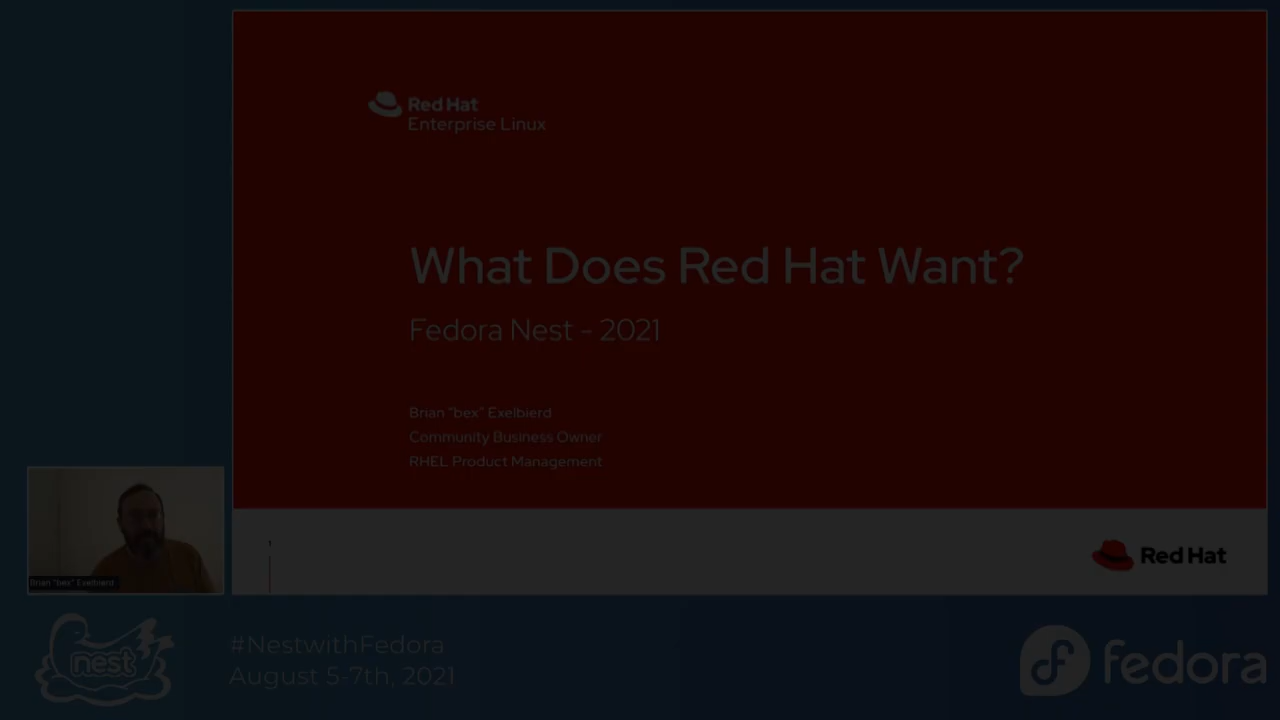 Red Hat
Enterprise Linux
What Does Red Hat Want?
Fedora Nest - 2021
Brian "bex" Exelbierd
Community Business Owner
RHEL Product Management
1
Red Hat
Brian "bex" Exelbierd
nest
#NestwithFedora
August 5-7th, 2021
fedora